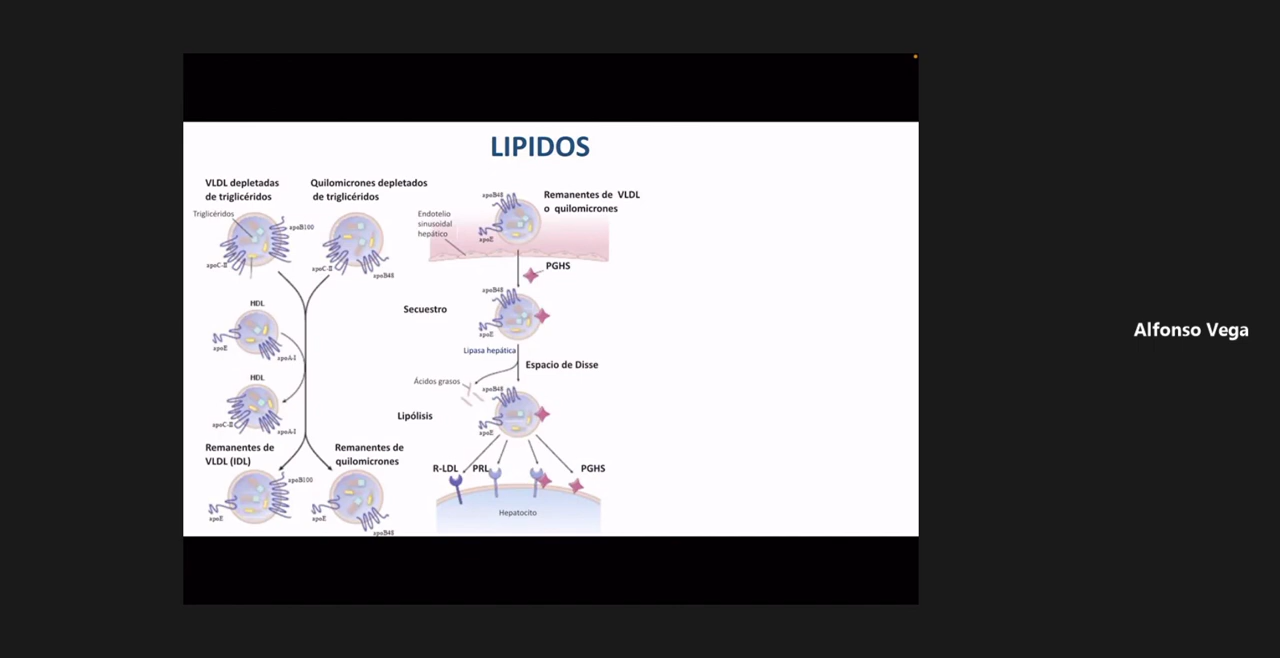 LIPIDOS
VLDL depletadas
de triglicéridos
Quilomicrones depletados
de triglicéridos
Triglicéridos
apoB100
apoC-II
apoC-II
apoB48
HDL
apoE
apoA-I
HDL
apoC-II
apoA-I
Remanentes de
VLDL (IDL)
Remanentes de
quilomicrones
apoB100
apoE
apoE
apoB48
apoB48
Remanentes de VLDL
o quilomicrones
Endotelio
sinusoidal
hepático
apoE
PGHS
apoB48
Secuestro
apoE
Lipasa hepática
Espacio de Disse
Ácidos grasos
apoB48
Lipólisis
apoE
R-LDL
PRL
PGHS
Hepatocito
Alfonso Vega